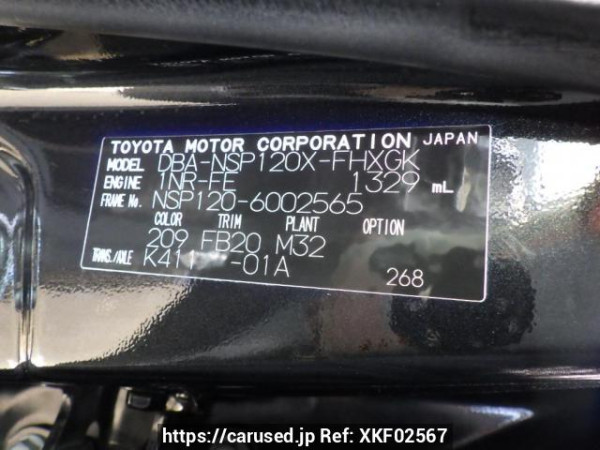 TOYOTA MOTOR CORPORATION JAPAN
MODEL DBA-NSP120X-FHXGK
ENGINE 1NR-FE 1329 mL
FRAME No. NSP120-6002565
COLOR TRIM PLANT OPTION
209 FB20 M32
TRANS./AXLE -01A
268
https://carused.jp Ref: XKF02567